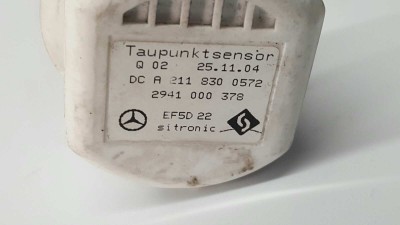 Taupunktsensor
Q 02 25.11.04
DC A 211 830 0572
2941 000 378
EF5D 22
sitronic